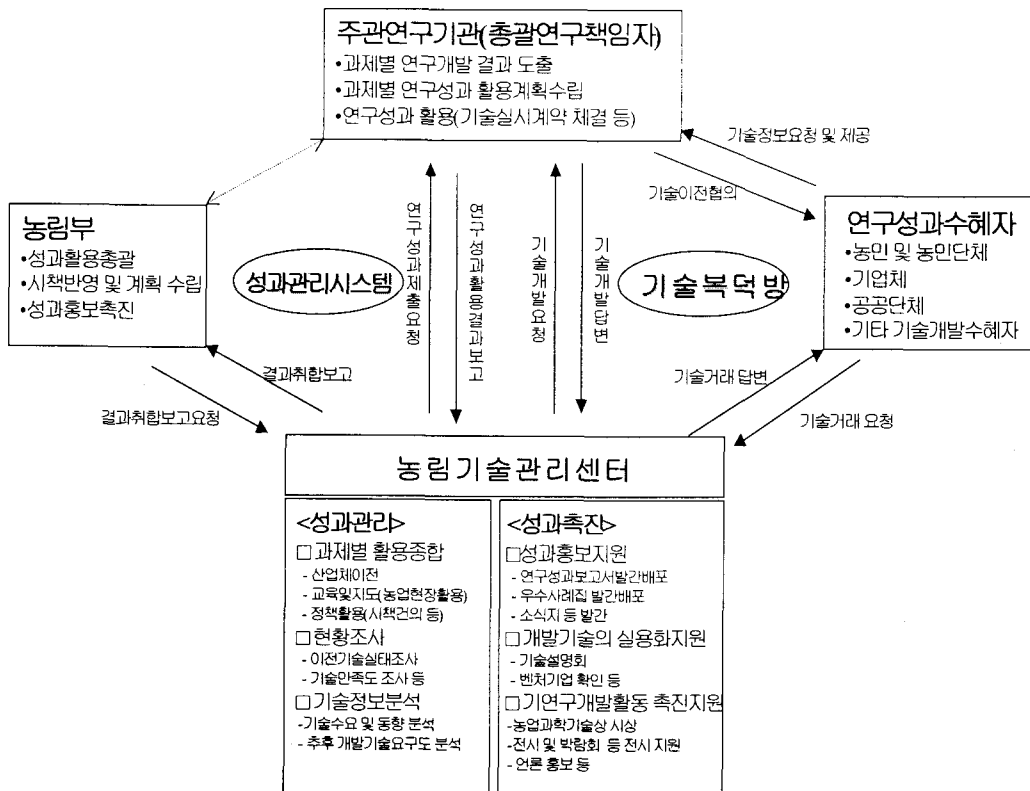 주관연구기관(총괄연구책임자)
•과제별 연구개발 결과 도출
•과제별 연구성과 활용계획수립
•연구성과 활용(기술실시계약 체결 등)
기술정보요청 및 제공
기술이전협의
농림부
•성과활용총괄
•시책반영 및 계획 수립
•성과홍보촉진
성과관리시스템
연구성과제출요청
연구성과활용결과보고
기술개발요청
기술개발답변
기술복덕방
연구성과수혜자
•농민 및 농민단체
•기업체
•공공단체
•기타 기술개발수혜자
결과취합보고
결과취합보고요청
기술거래 답변
기술거래 요청
농림기술관리센터
<성과관리>
□ 과제별 활용종합
- 산업체이전
- 교육및지도(농업현장활용)
- 정책활용(시책건의 등)
□ 현황조사
- 이전기술실태조사
- 기술만족도 조사 등
□ 기술정보분석
-기술수요 및 동향 분석
- 추후 개발기술요구도 분석
<성과촉진>
□성과홍보지원
- 연구성과보고서발간배포
- 우수사례집 발간배포
- 소식지 등 발간
□개발기술의 실용화지원
- 기술설명회
- 벤처기업 확인 등
□기연구개발활동 촉진지원
-농업과학기술상 시상
-전시 및 박람회 등 전시 지원
-언론 홍보 등